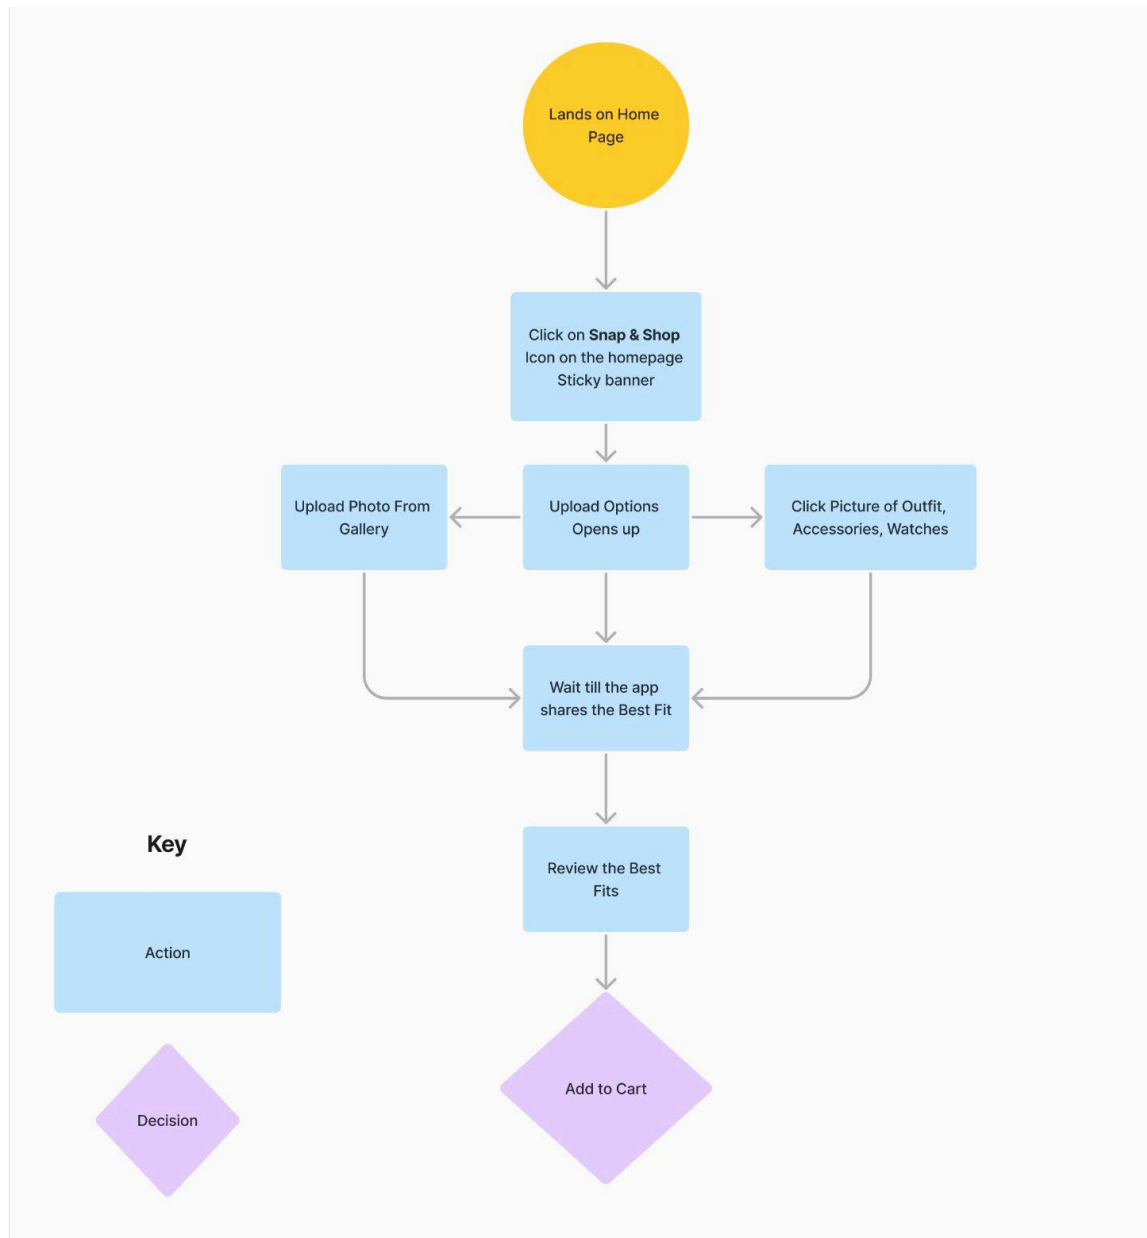 Lands on Home
Page
Click on Snap & Shop
Icon on the homepage
Sticky banner
Upload Photo From
Gallery
Upload Options
Opens up
Click Picture of Outfit,
Accessories, Watches
Wait till the app
shares the Best Fit
Review the Best
Fits
Add to Cart
Key
Action
Decision